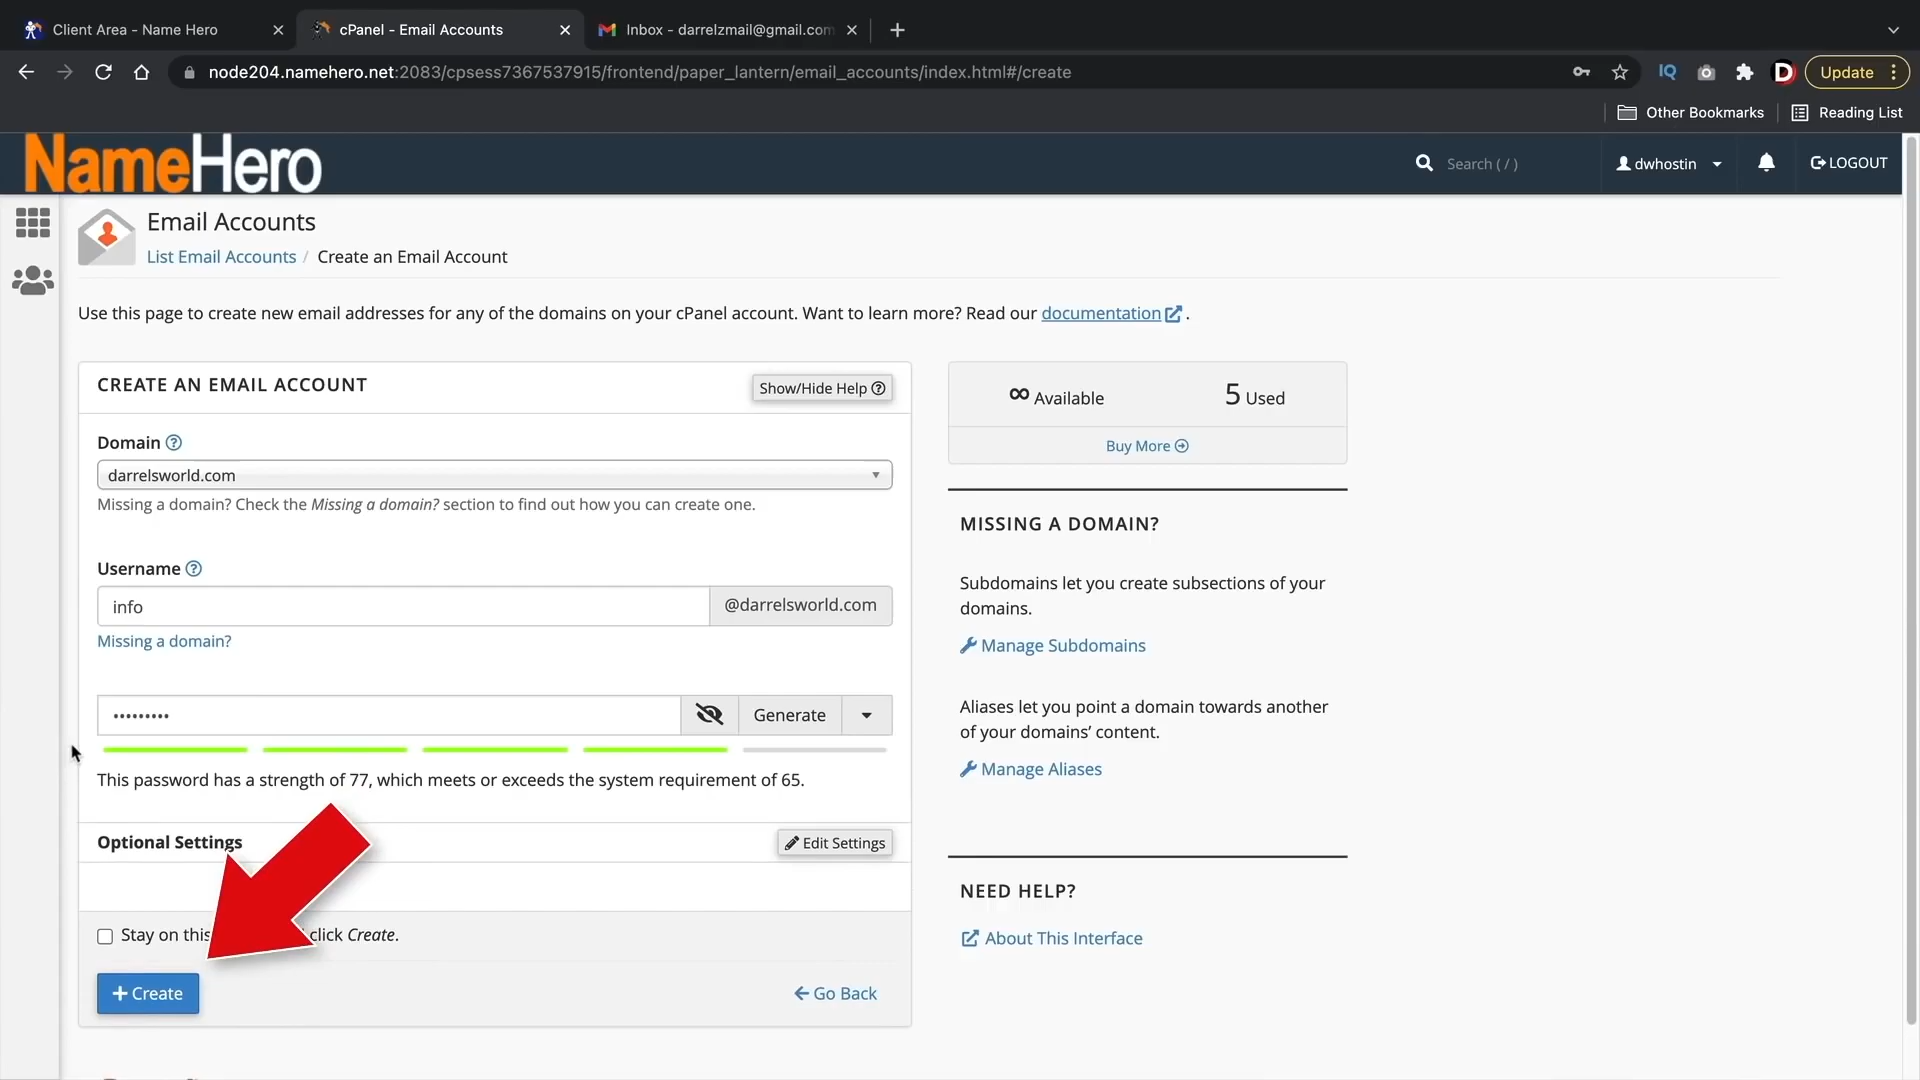 Client Area - Name Hero
cPanel - Email Accounts
Inbox - darrelzmail@gmail.com
node204.namehero.net:2083/cpsess7367537915/frontend/paper_lantern/email_accounts/index.html#/create
IQ
D
Update
Other Bookmarks
Reading List
NameHero
Search ( / )
dwhostin
LOGOUT
Email Accounts
List Email Accounts / Create an Email Account
Use this page to create new email addresses for any of the domains on your cPanel account. Want to learn more? Read our documentation .
CREATE AN EMAIL ACCOUNT
Show/Hide Help
Domain
darrelsworld.com
Missing a domain? Check the Missing a domain? section to find out how you can create one.
Username
info
@darrelsworld.com
Missing a domain?
•••••••••
Generate
This password has a strength of 77, which meets or exceeds the system requirement of 65.
Optional Settings
Edit Settings
Stay on this click Create.
+ Create
Go Back
∞ Available
5 Used
Buy More
MISSING A DOMAIN?
Subdomains let you create subsections of your
domains.
Manage Subdomains
Aliases let you point a domain towards another
of your domains’ content.
Manage Aliases
NEED HELP?
About This Interface